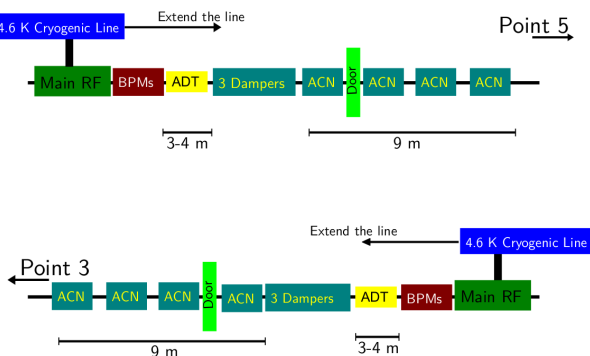 4.6 K Cryogenic Line
Extend the line
Point 5
Main RF
BPMs
ADT
3 Dampers
ACN
Door
ACN
ACN
ACN
3-4 m
9 m
Extend the line
4.6 K Cryogenic Line
Point 3
ACN
ACN
ACN
Door
ACN
3 Dampers
ADT
BPMs
Main RF
9 m
3-4 m